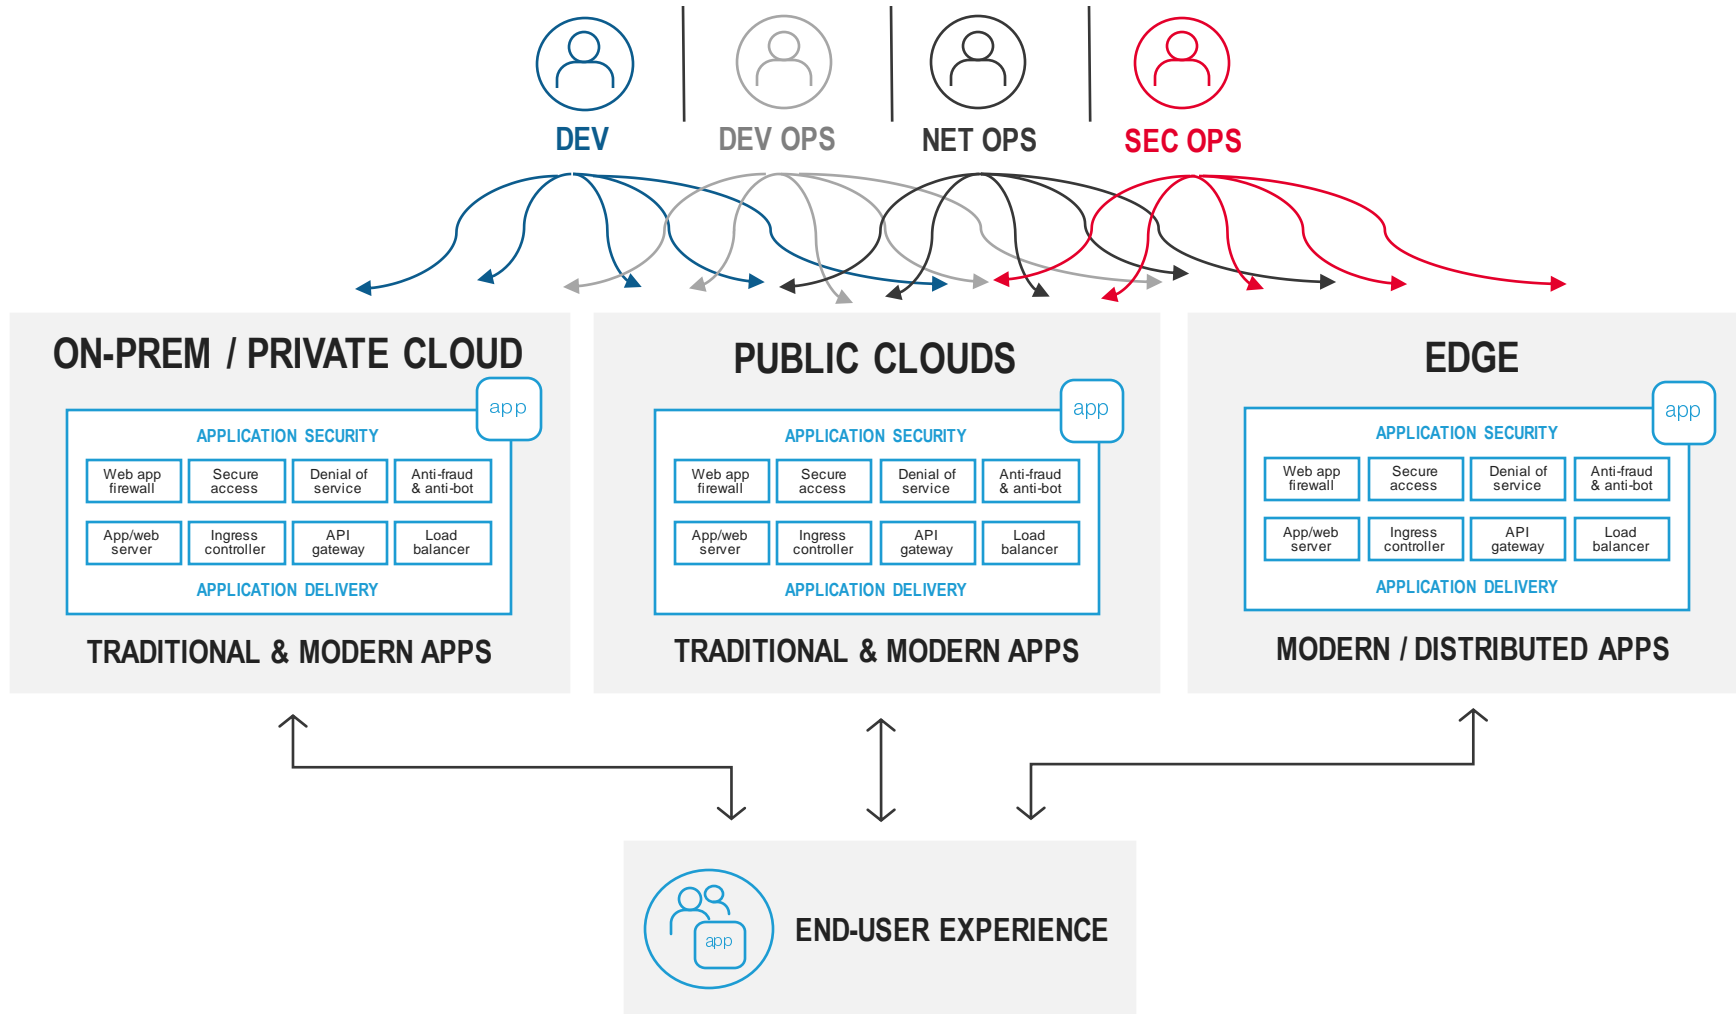 DEV
DEV OPS
NET OPS
SEC OPS
ON-PREM / PRIVATE CLOUD
app
APPLICATION SECURITY
Web app
firewall
Secure
access
Denial of
service
Anti-fraud
& anti-bot
App/web
server
Ingress
controller
API
gateway
Load
balancer
APPLICATION DELIVERY
TRADITIONAL & MODERN APPS
PUBLIC CLOUDS
app
APPLICATION SECURITY
Web app
firewall
Secure
access
Denial of
service
Anti-fraud
& anti-bot
App/web
server
Ingress
controller
API
gateway
Load
balancer
APPLICATION DELIVERY
TRADITIONAL & MODERN APPS
EDGE
app
APPLICATION SECURITY
Web app
firewall
Secure
access
Denial of
service
Anti-fraud
& anti-bot
App/web
server
Ingress
controller
API
gateway
Load
balancer
APPLICATION DELIVERY
MODERN / DISTRIBUTED APPS
app
END-USER EXPERIENCE